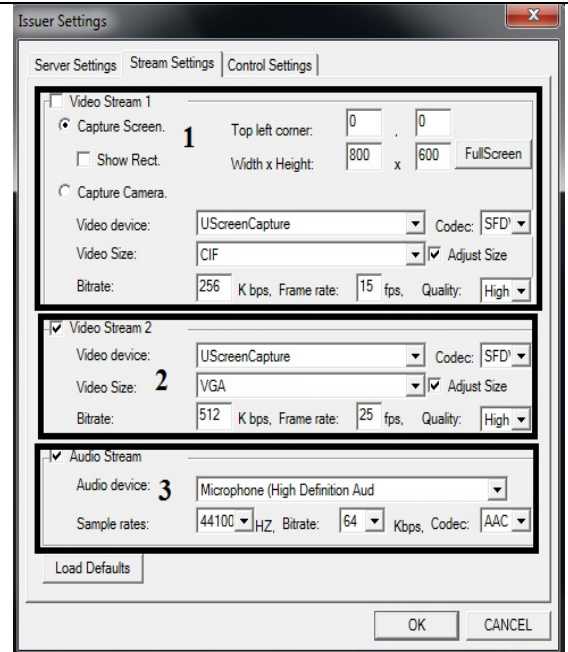 Issuer Settings
x
Server Settings Stream Settings Control Settings
Video Stream 1
Capture Screen. 1 Top left corner: 0 , 0
Show Rect. Width x Height: 800 x 600 FullScreen
Capture Camera.
Video device: UScreenCapture Codec: SFD
Video Size: CIF Adjust Size
Bitrate: 256 K bps, Frame rate: 15 fps, Quality: High
Video Stream 2
Video device: UScreenCapture Codec: SFD
Video Size: 2 VGA Adjust Size
Bitrate: 512 K bps, Frame rate: 25 fps, Quality: High
Audio Stream
Audio device: 3 Microphone (High Definition Aud
Sample rates: 44100 HZ, Bitrate: 64 Kbps, Codec: AAC
Load Defaults
OK CANCEL